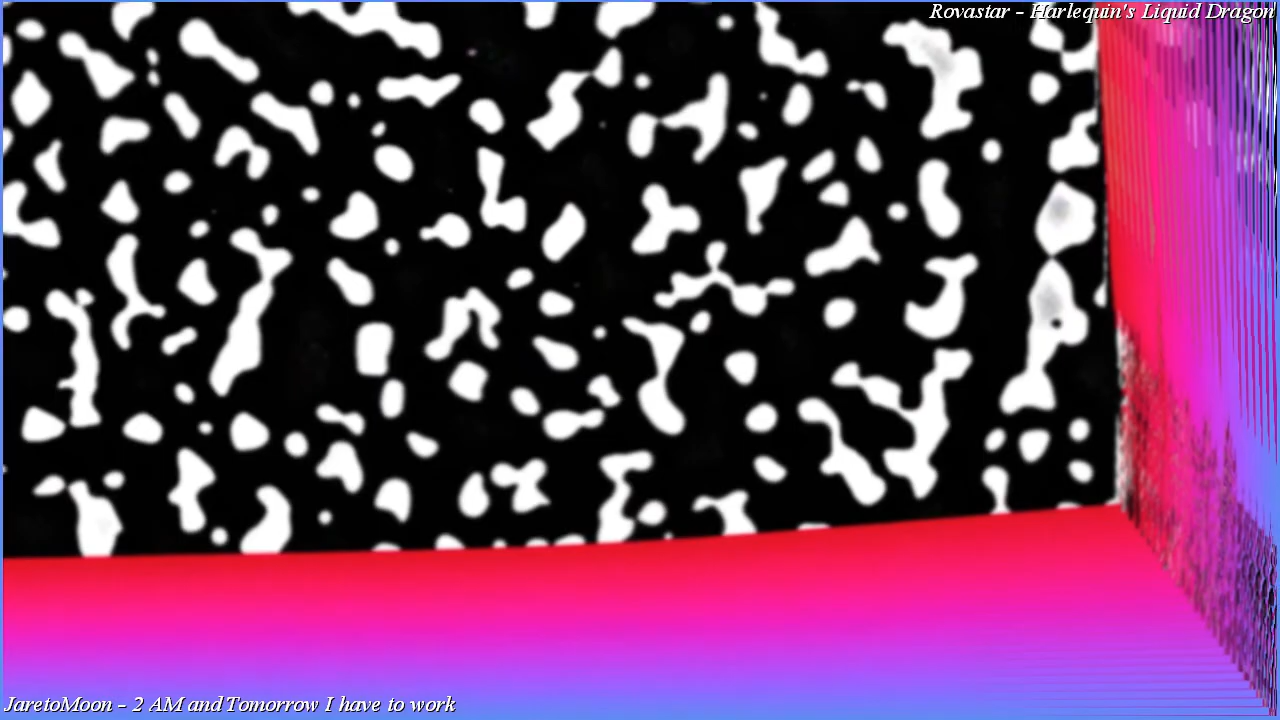 Rovastar - Harlequin's Liquid Dragon
JaretoMoon - 2 AM and Tomorrow I have to work